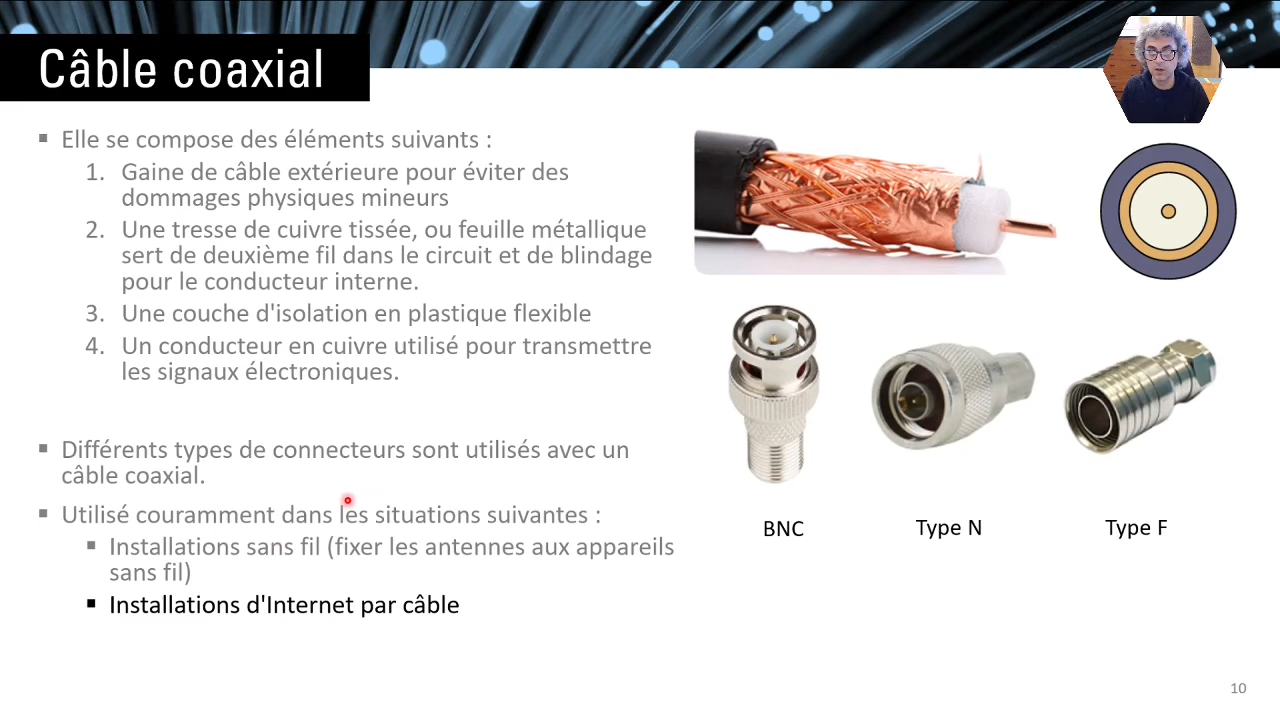 Câble coaxial
▪ Elle se compose des éléments suivants :
1. Gaine de câble extérieure pour éviter des
dommages physiques mineurs
2. Une tresse de cuivre tissée, ou feuille métallique
sert de deuxième fil dans le circuit et de blindage
pour le conducteur interne.
3. Une couche d'isolation en plastique flexible
4. Un conducteur en cuivre utilisé pour transmettre
les signaux électroniques.
▪ Différents types de connecteurs sont utilisés avec un
câble coaxial.
▪ Utilisé couramment dans les situations suivantes :
▪ Installations sans fil (fixer les antennes aux appareils
sans fil)
▪ Installations d'Internet par câble
BNC
Type N
Type F
10